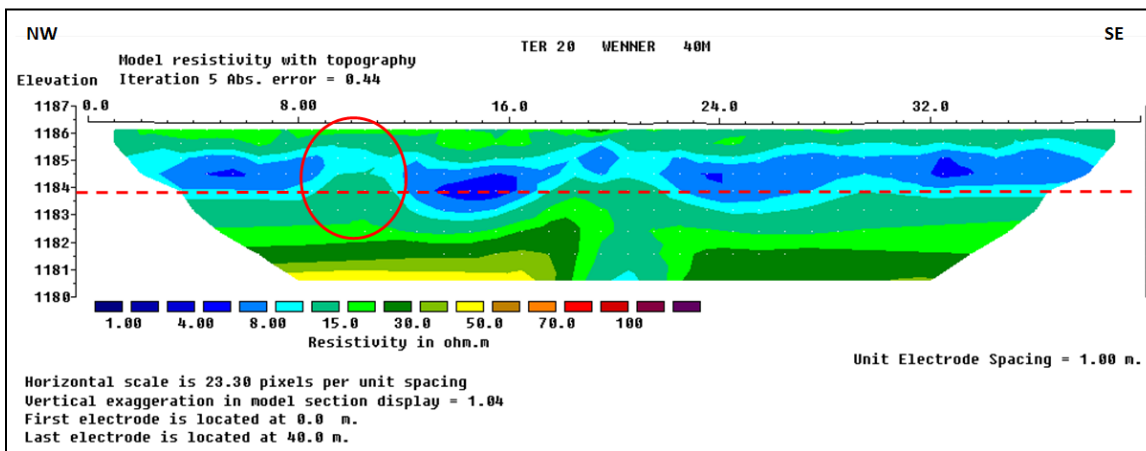 NW
SE
TER 20 WENNER 40M
Model resistivity with topography
Elevation Iteration 5 Abs. error = 0.44
0.0 8.00 16.0 24.0 32.0
1187
1186
1185
1184
1183
1182
1181
1180
1.00 4.00 8.00 15.0 30.0 50.0 70.0 100
Resistivity in ohm.m
Unit Electrode Spacing = 1.00 m.
Horizontal scale is 23.30 pixels per unit spacing
Vertical exaggeration in model section display = 1.04
First electrode is located at 0.0 m.
Last electrode is located at 40.0 m.